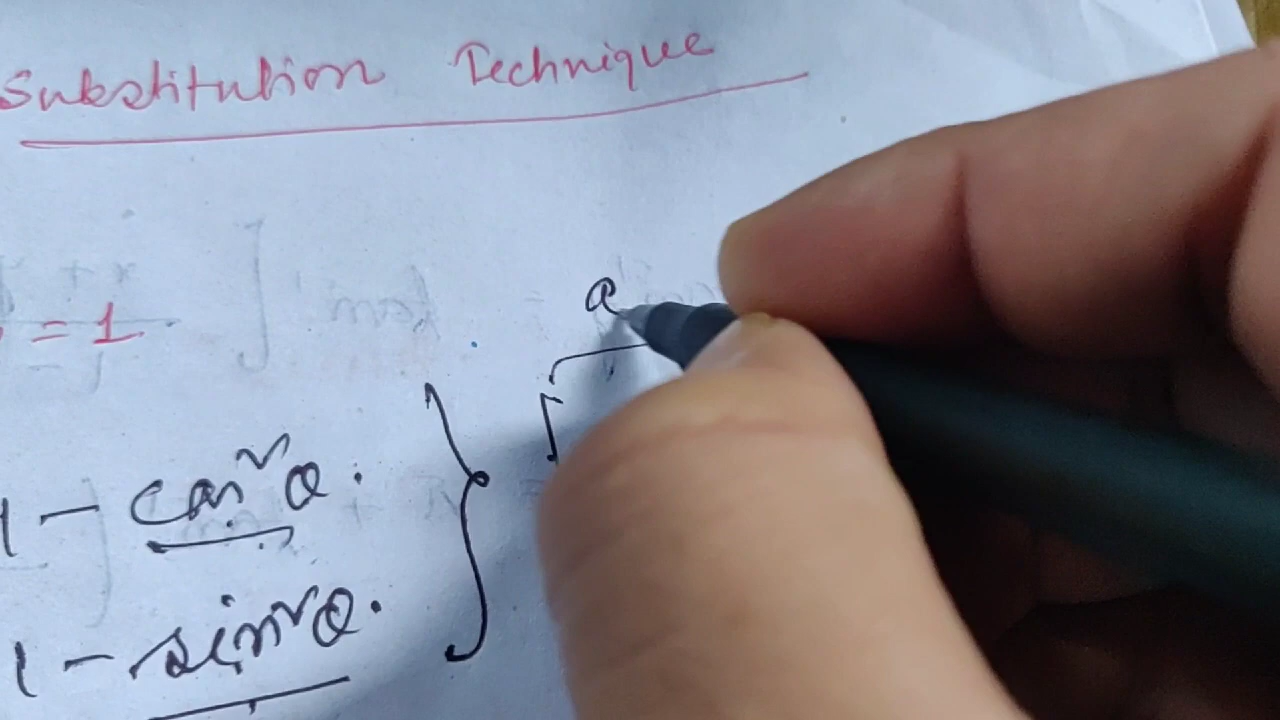 Substitution Technique
= 1
a
1 - cos²θ.
1 - sin²θ.